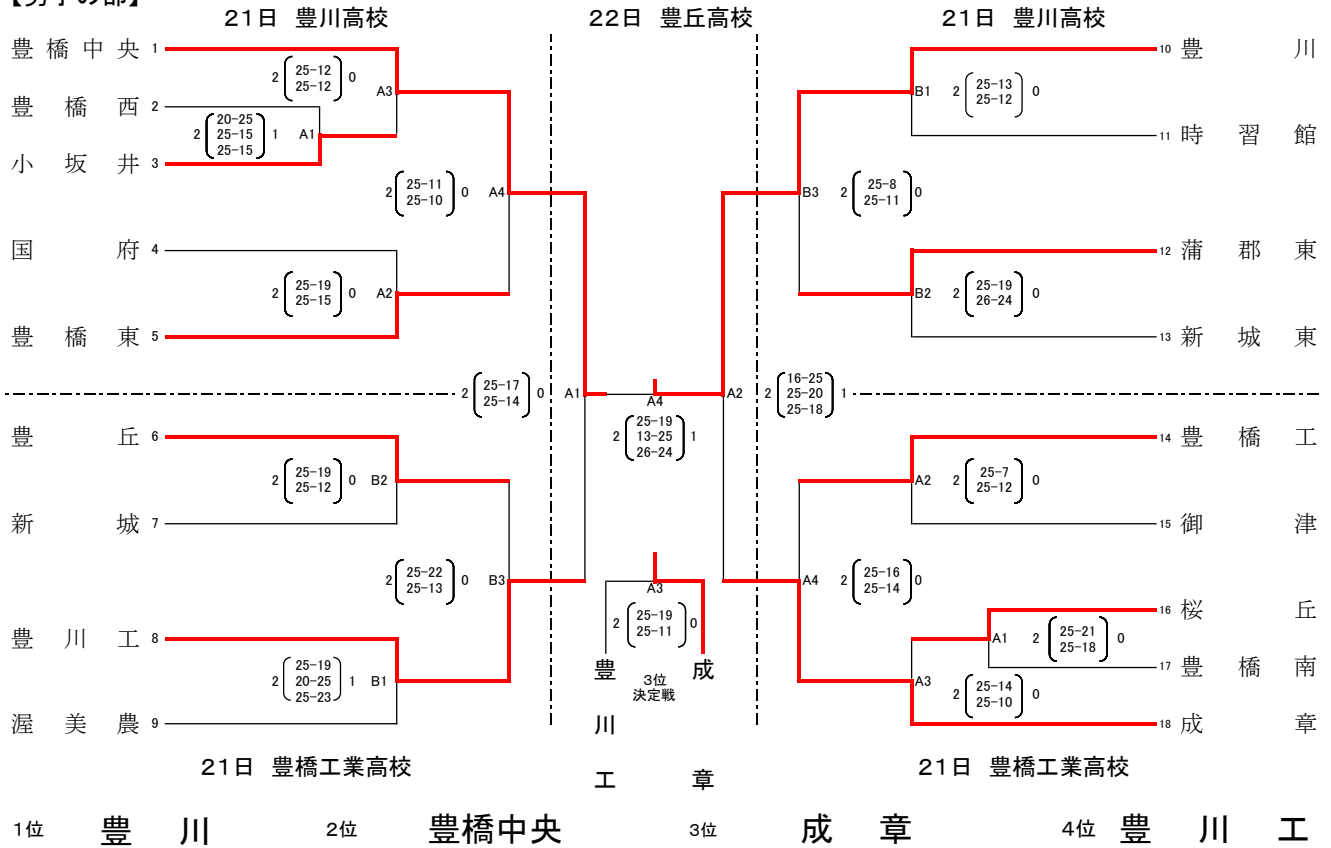 【男子の部】
21日 豊川高校
22日 豊丘高校
21日 豊川高校
豊橋中央 1
豊橋西 2
小坂井 3
国府 4
豊橋東 5
豊丘 6
新城 7
豊川工 8
渥美農 9
10 豊川
11 時習館
12 蒲郡東
13 新城東
14 豊橋工
15 御津
16 桜丘
17 豊橋南
18 成章
2 25-12 0
25-12
A3
20-25
2 25-15 1 A1
25-15
2 25-11 0 A4
25-10
2 25-19 0 A2
25-15
2 25-17 0 A1
25-14
2 25-19 0 B2
25-12
2 25-22 0 B3
25-13
25-19
2 20-25 1 B1
25-23
A4
25-19
2 13-25 1
26-24
A3
2 25-19 0
25-11
豊川工
3位
決定戦
成章
B1 2 25-13 0
25-12
B3 2 25-8 0
25-11
B2 2 25-19 0
26-24
16-25
A2 2 25-20 1
25-18
A2 2 25-7 0
25-12
A4 2 25-16 0
25-14
A1 2 25-21 0
25-18
A3 2 25-14 0
25-10
21日 豊橋工業高校
21日 豊橋工業高校
1位 豊川 2位 豊橋中央 3位 成章 4位 豊川工